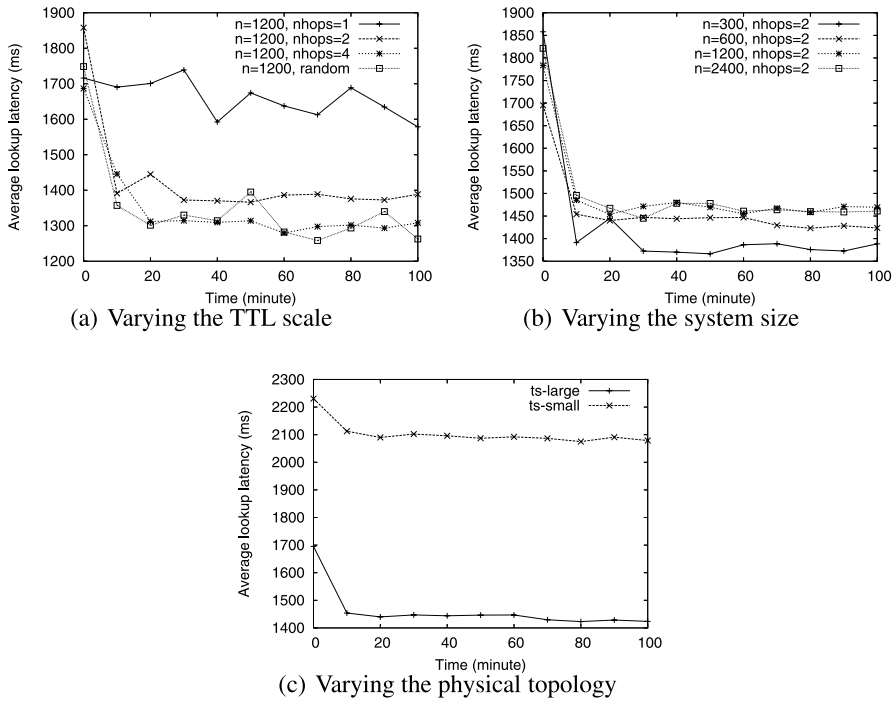 1900
1800
1700
1600
1500
1400
1300
1200
Average lookup latency (ms)
n=1200, nhops=1
n=1200, nhops=2
n=1200, nhops=4
n=1200, random
0 20 40 60 80 100
Time (minute)
(a) Varying the TTL scale
1900
1850
1800
1750
1700
1650
1600
1550
1500
1450
1400
1350
Average lookup latency (ms)
n=300, nhops=2
n=600, nhops=2
n=1200, nhops=2
n=2400, nhops=2
0 20 40 60 80 100
Time (minute)
(b) Varying the system size
2300
2200
2100
2000
1900
1800
1700
1600
1500
1400
Average lookup latency (ms)
ts-large
ts-small
0 20 40 60 80 100
Time (minute)
(c) Varying the physical topology